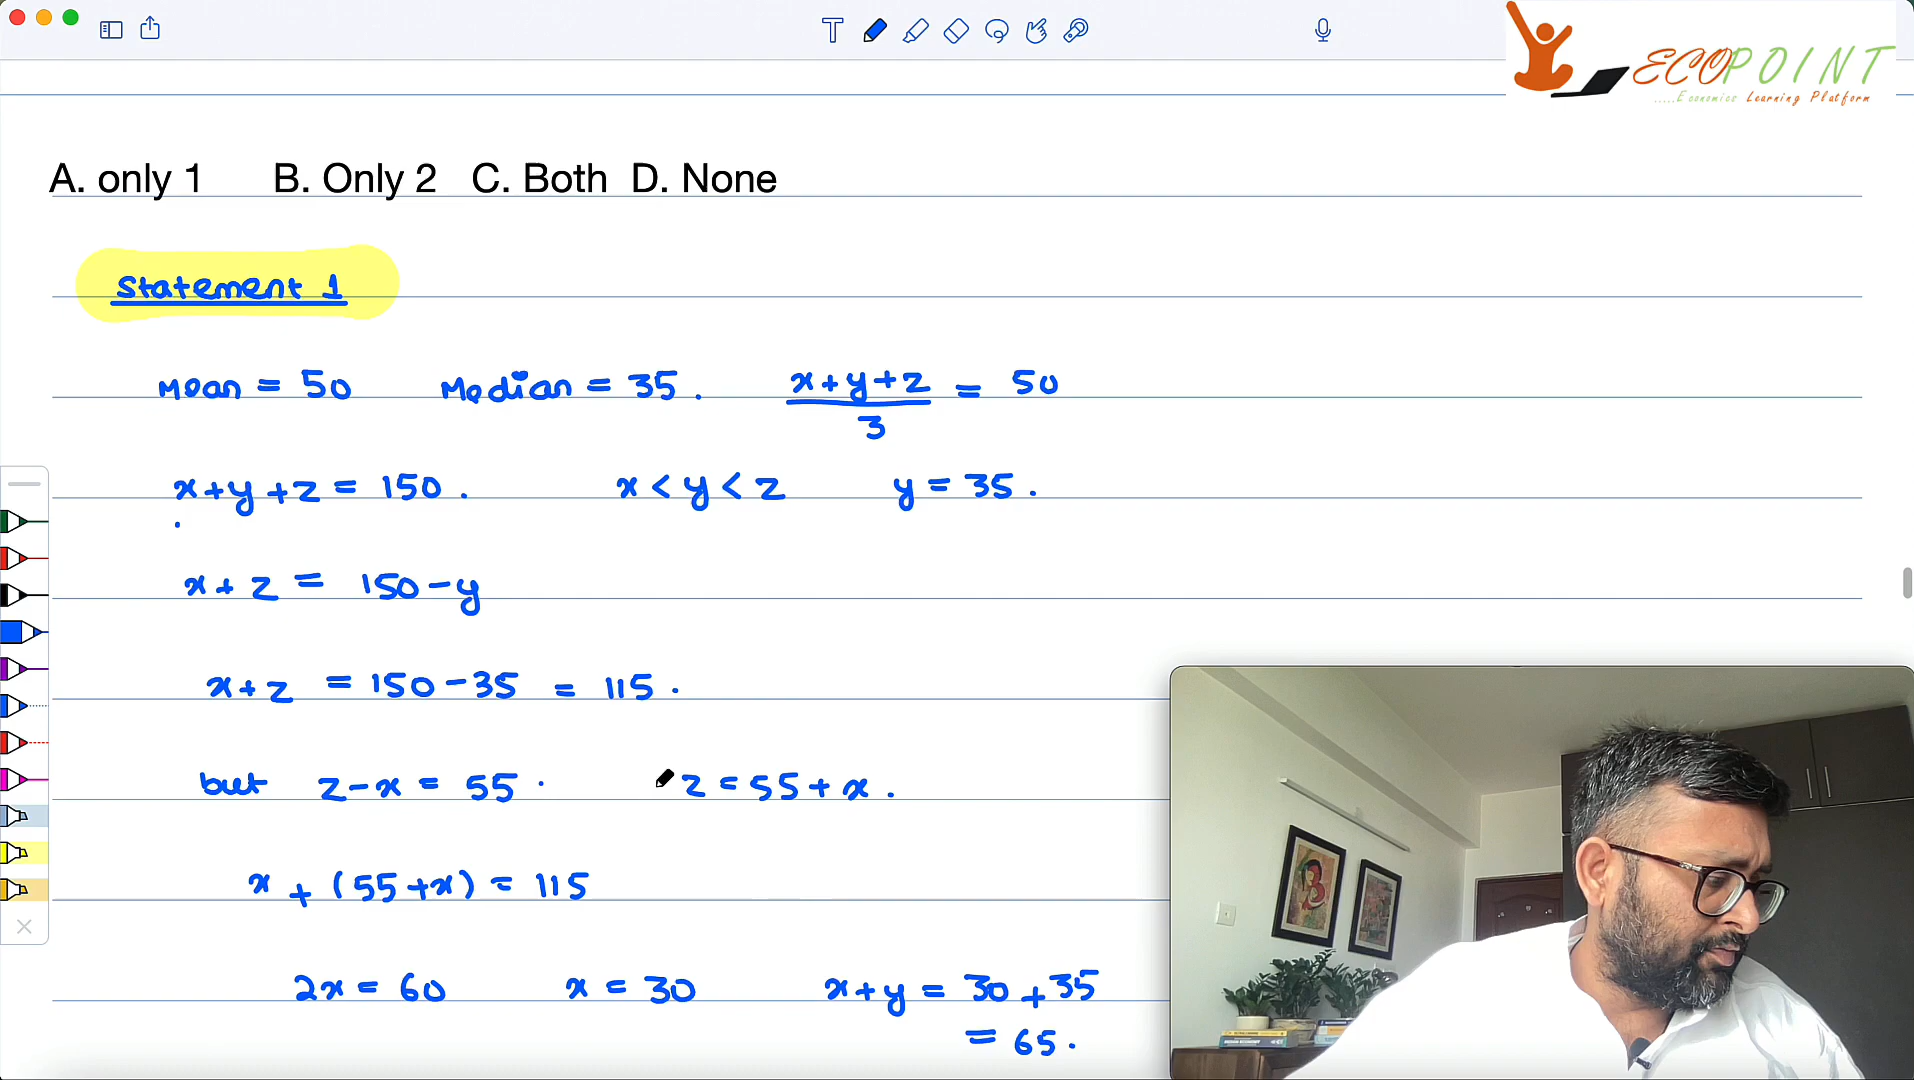 ECOPOINT
.....Economics Learning Platform
A. only 1 B. Only 2 C. Both D. None
Statement 1
Mean = 50 Median = 35 . x+y+z/3 = 50
x+y+z = 150 . x < y < z y = 35 .
x+z = 150-y
x+z = 150-35 = 115 .
but z-x = 55 . z = 55+x .
x + (55+x) = 115
2x = 60 x = 30 x+y = 30+35
= 65 .